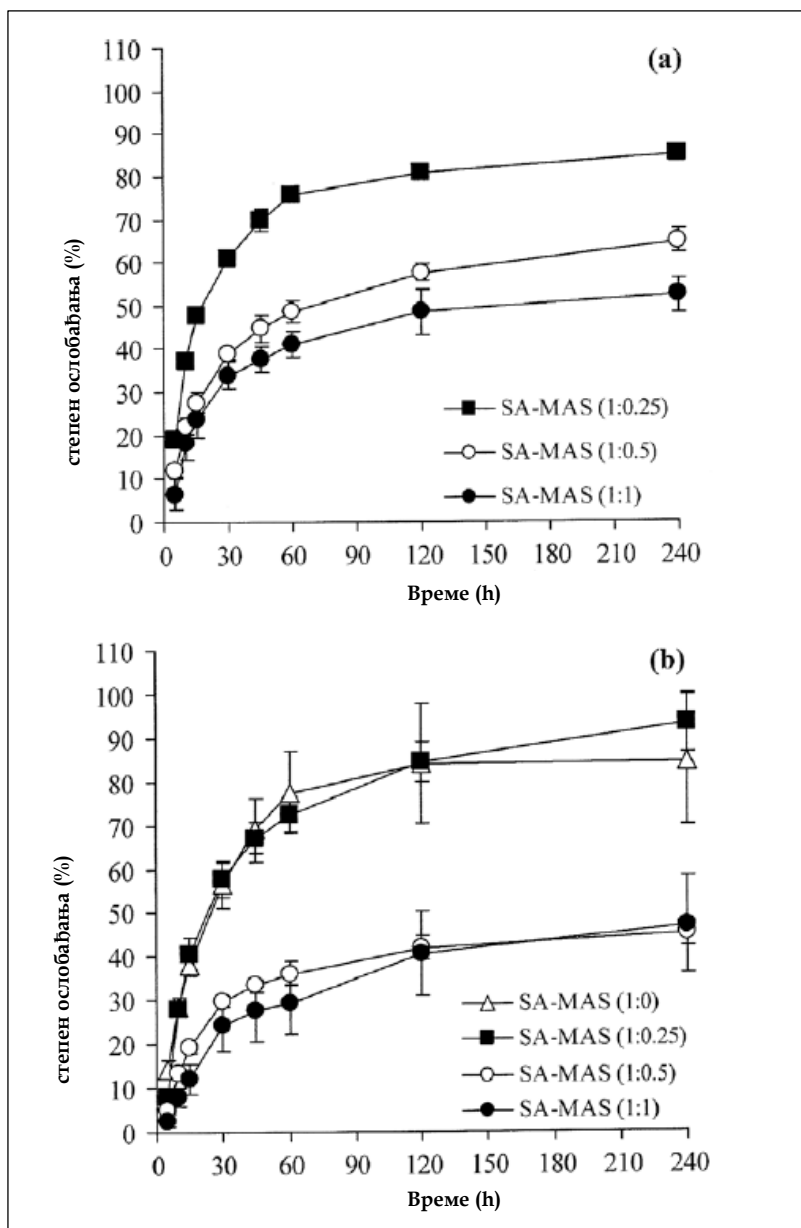 (a)
110
100
90
80
70
60
50
40
30
20
10
0
степен ослобађања (%)
SA-MAS (1:0.25)
SA-MAS (1:0.5)
SA-MAS (1:1)
0 30 60 90 120 150 180 210 240
Време (h)
(b)
110
100
90
80
70
60
50
40
30
20
10
0
степен ослобађања (%)
SA-MAS (1:0)
SA-MAS (1:0.25)
SA-MAS (1:0.5)
SA-MAS (1:1)
0 30 60 90 120 150 180 210 240
Време (h)